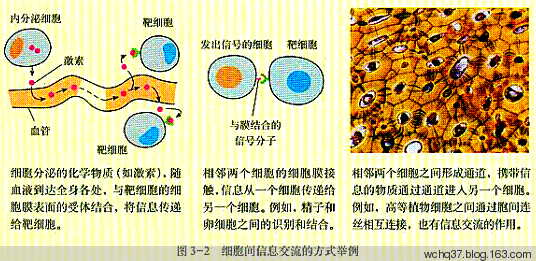 内分泌细胞
靶细胞
激素
血管
靶细胞
发出信号的细胞
靶细胞
与膜结合的
信号分子
细胞分泌的化学物质(如激素),随
血液到达全身各处,与靶细胞的细
胞膜表面的受体结合,将信息传递
给靶细胞。
相邻两个细胞的细胞膜接
触,信息从一个细胞传递给
另一个细胞。例如,精子和
卵细胞之间的识别和结合。
相邻两个细胞之间形成通道,携带信
息的物质通过通道进入另一个细胞。
例如,高等植物细胞之间通过胞间连
丝相互连接,也有信息交流的作用。
图 3-2 细胞间信息交流的方式举例
wchq37.blog.163.com